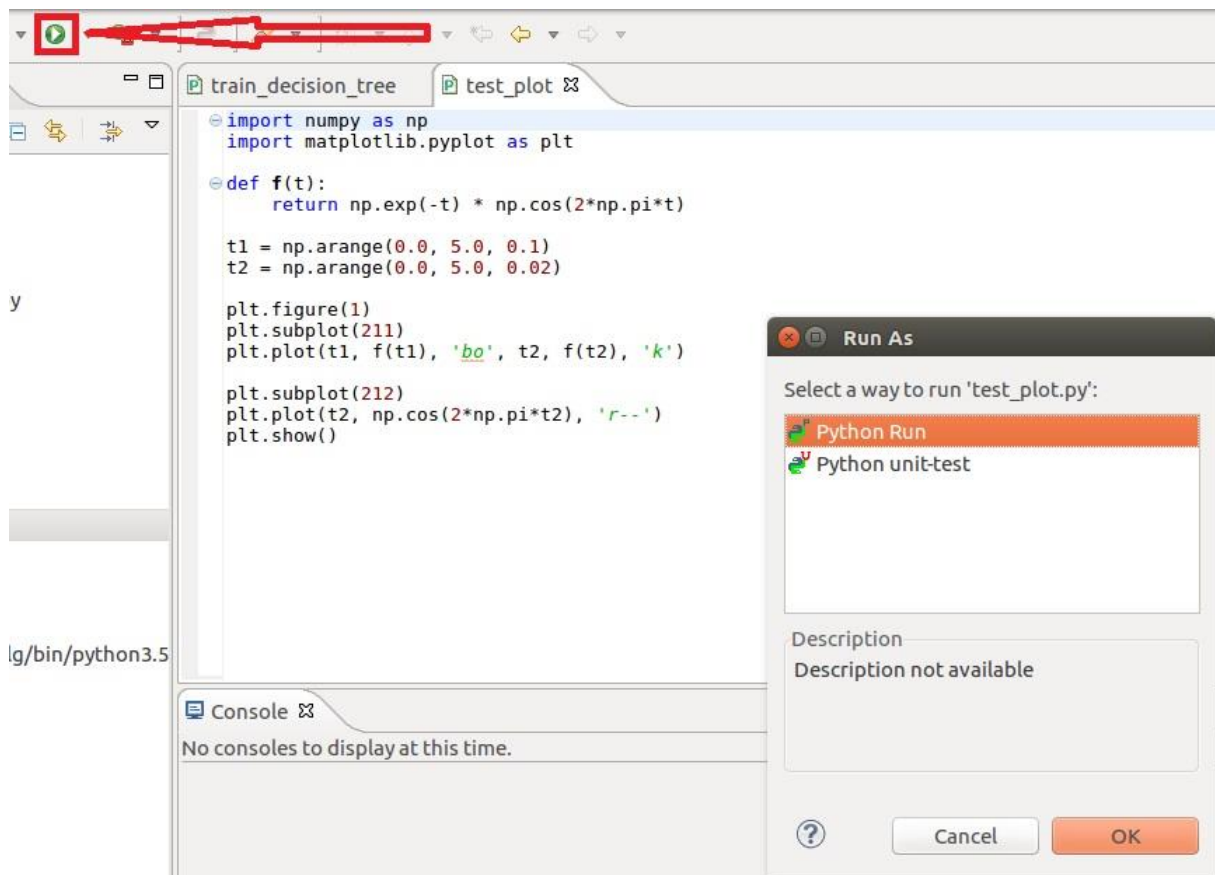 train_decision_tree
test_plot
import numpy as np
import matplotlib.pyplot as plt
def f(t):
    return np.exp(-t) * np.cos(2*np.pi*t)
t1 = np.arange(0.0, 5.0, 0.1)
t2 = np.arange(0.0, 5.0, 0.02)
plt.figure(1)
plt.subplot(211)
plt.plot(t1, f(t1), 'bo', t2, f(t2), 'k')
plt.subplot(212)
plt.plot(t2, np.cos(2*np.pi*t2), 'r--')
plt.show()
y
lg/bin/python3.5
Console
No consoles to display at this time.
Run As
Select a way to run 'test_plot.py':
Python Run
Python unit-test
Description
Description not available
Cancel
OK